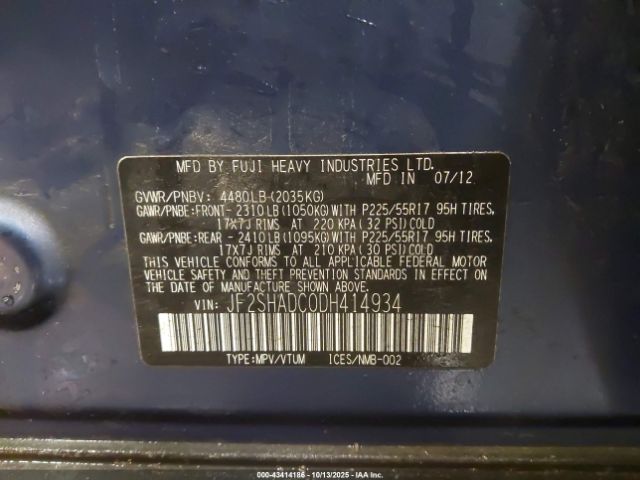 MFD BY FUJI HEAVY INDUSTRIES LTD.
MFD IN 07/12
GVWR/PNBV: 4480LB-(2035KG)
GAWR/PNBE:FRONT- 2310LB(1050KG)WITH P225/55R17 95H TIRES,
17X7J RIMS AT 220 KPA( 32 PSI)COLD
GAWR/PNBE:REAR - 2410LB(1095KG)WITH P225/55R17 95H TIRES,
17X7J RIMS AT 210 KPA( 30 PSI)COLD
THIS VEHICLE CONFORMS TO ALL APPLICABLE FEDERAL MOTOR
VEHICLE SAFETY AND THEFT PREVENTION STANDARDS IN EFFECT
ON THE DATE OF MANUFACTURE SHOWN ABOVE.
VIN: JF2SHADC0DH414934
TYPE:MPV/VTUM ICES/NMB-002
000-43414186 - 10/13/2025 - IAA Inc.